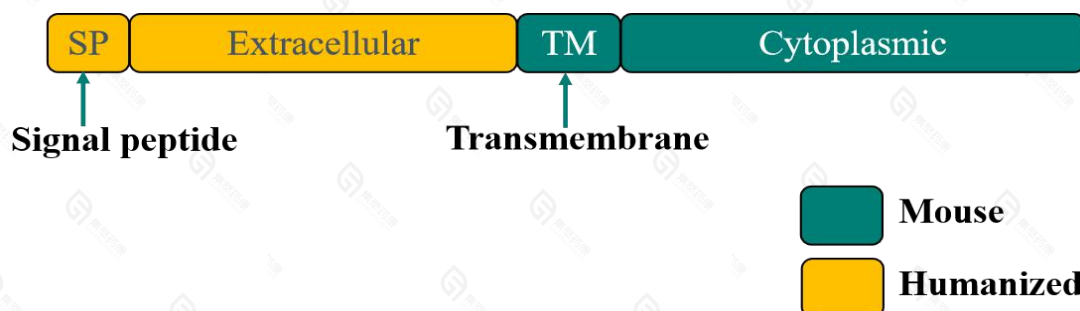 SP Extracellular TM Cytoplasmic
Signal peptide Transmembrane
Mouse
Humanized